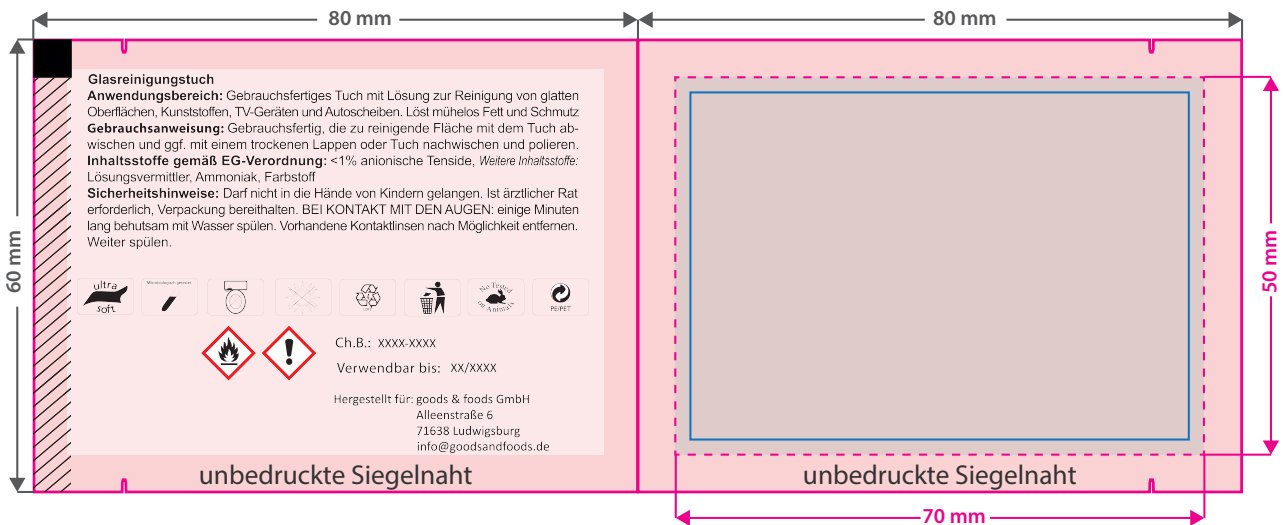 80 mm
80 mm
60 mm
Glasreinigungstuch
Anwendungsbereich: Gebrauchsfertiges Tuch mit Lösung zur Reinigung von glatten
Oberflächen, Kunststoffen, TV-Geräten und Autoscheiben. Löst mühelos Fett und Schmutz
Gebrauchsanweisung: Gebrauchsfertig, die zu reinigende Fläche mit dem Tuch ab-
wischen und ggf. mit einem trockenen Lappen oder Tuch nachwischen und polieren.
Inhaltsstoffe gemäß EG-Verordnung: <1% anionische Tenside, Weitere Inhaltsstoffe:
Lösungsvermittler, Ammoniak, Farbstoff
Sicherheitshinweise: Darf nicht in die Hände von Kindern gelangen. Ist ärztlicher Rat
erforderlich, Verpackung bereithalten. BEI KONTAKT MIT DEN AUGEN: einige Minuten
lang behutsam mit Wasser spülen. Vorhandene Kontaktlinsen nach Möglichkeit entfernen.
Weiter spülen.
ultra
soft
No Tested
on Animals
PE/PET
Ch.B.: XXXX-XXXX
Verwendbar bis: XX/XXXX
Hergestellt für: goods & foods GmbH
Alleenstraße 6
71638 Ludwigsburg
info@goodsandfoods.de
unbedruckte Siegelnaht
unbedruckte Siegelnaht
50 mm
70 mm